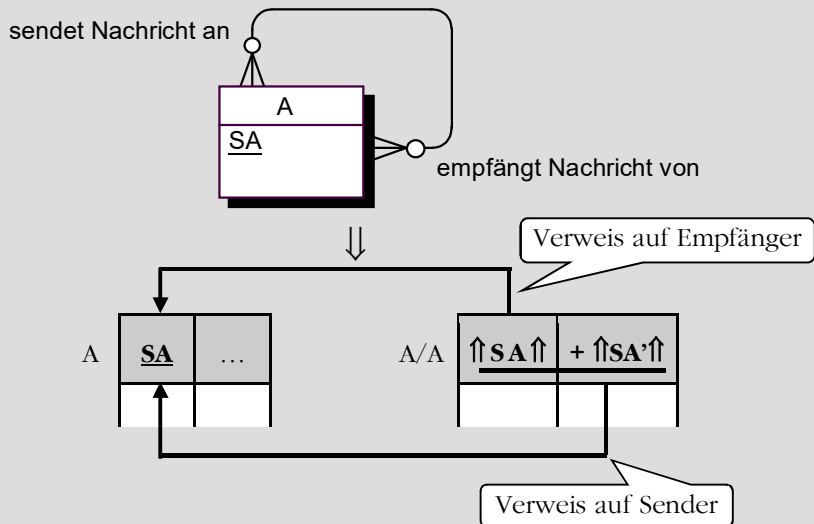 sendet Nachricht an
A
SA
empfängt Nachricht von
⇓
Verweis auf Empfänger
A SA … A/A ⇑SA⇑ + ⇑SA’⇑
Verweis auf Sender